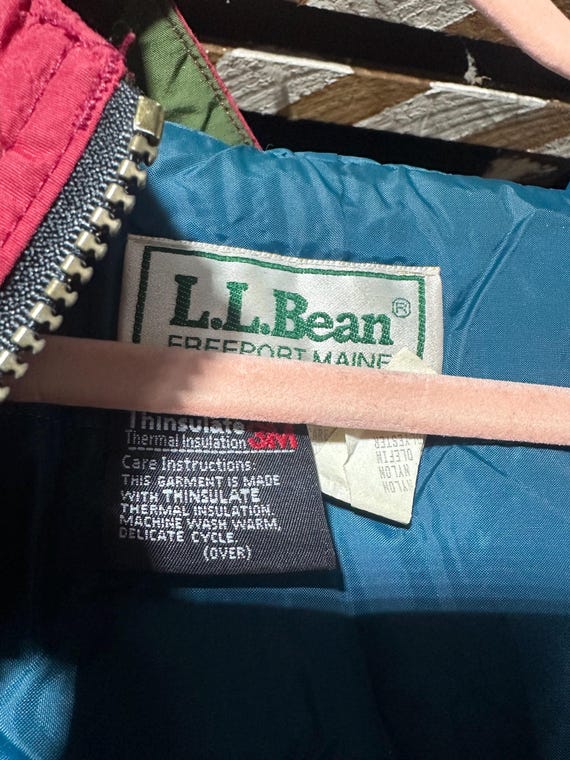 L.L.Bean®
FREEPORT, MAINE
Thinsulate
Thermal Insulation 3M
Care Instructions:
THIS GARMENT IS MADE
WITH THINSULATE
THERMAL INSULATION.
MACHINE WASH WARM,
DELICATE CYCLE
(OVER)
NYLON
NYLON
OLEFIN
POLYESTER